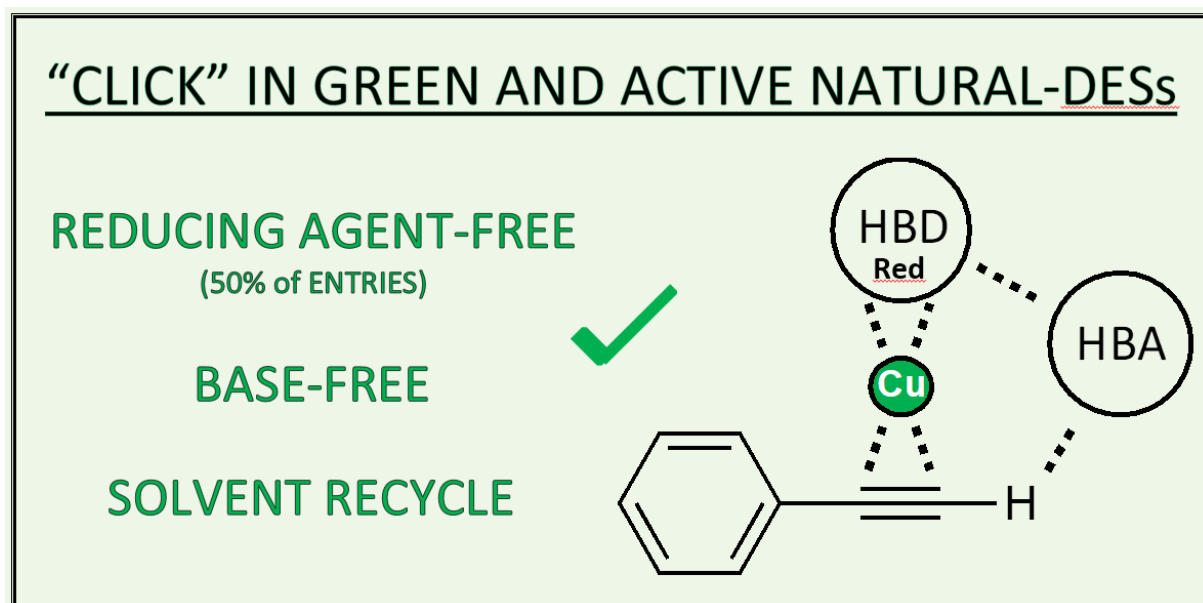 “CLICK” IN GREEN AND ACTIVE NATURAL-DESs
REDUCING AGENT-FREE
(50% of ENTRIES)
BASE-FREE
SOLVENT RECYCLE
HBD
Red
HBA
Cu
H